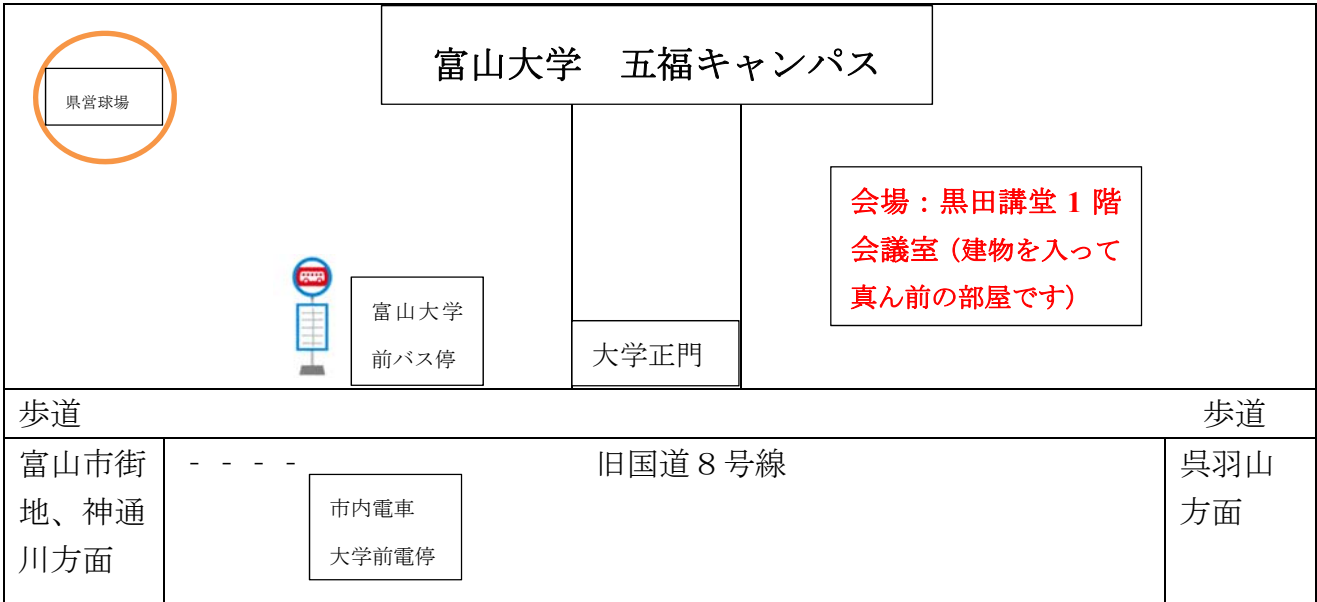 富山大学　五福キャンパス
県営球場
会場：黒田講堂 1 階
会議室（建物を入って
真ん前の部屋です）
富山大学
前バス停
大学正門
歩道
歩道
富山市街
地、神通
川方面
- - - -
旧国道８号線
呉羽山
方面
市内電車
大学前電停